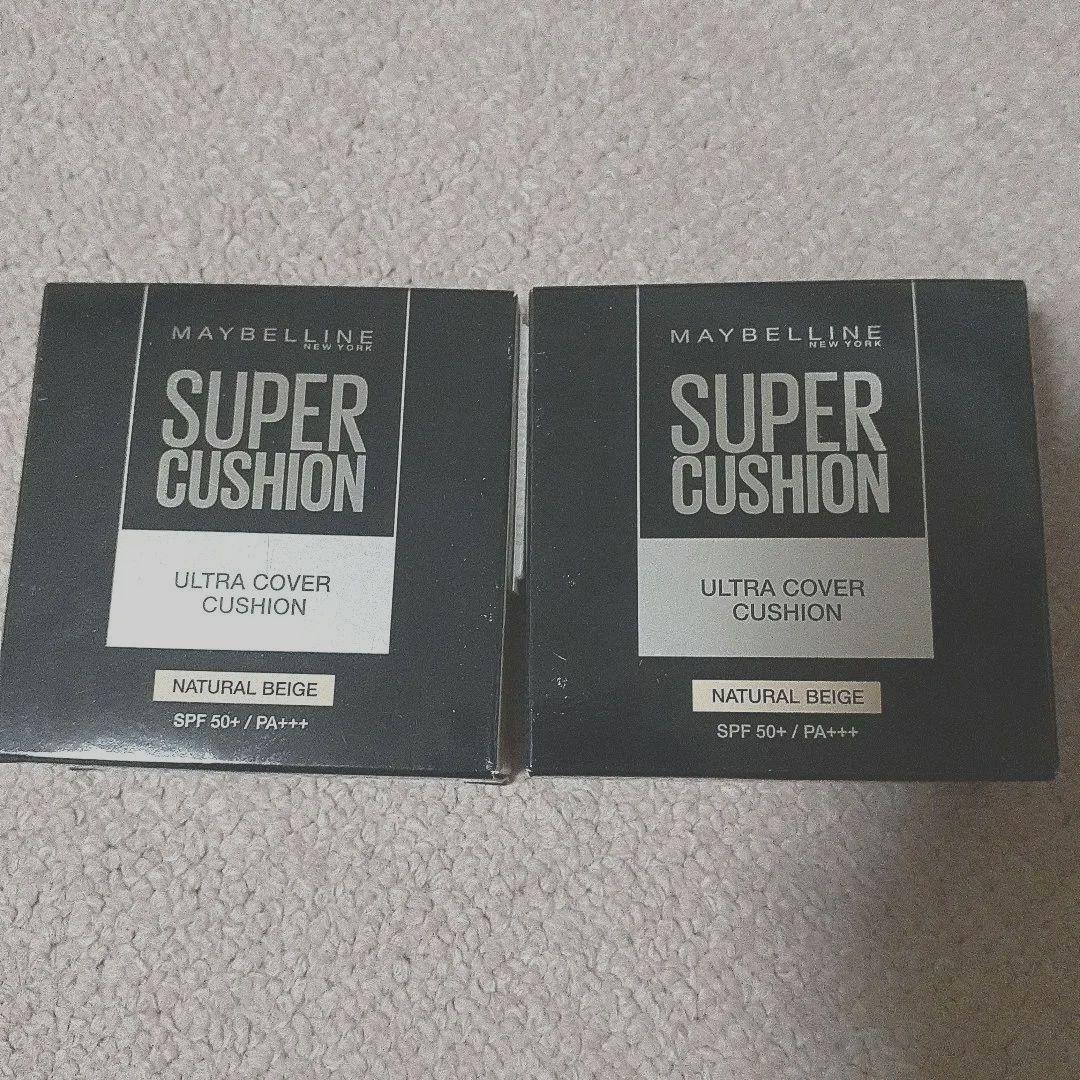 MAYBELLINE
NEW YORK
SUPER
CUSHION
ULTRA COVER
CUSHION
NATURAL BEIGE
SPF 50+ / PA+++
MAYBELLINE
NEW YORK
SUPER
CUSHION
ULTRA COVER
CUSHION
NATURAL BEIGE
SPF 50+ / PA+++